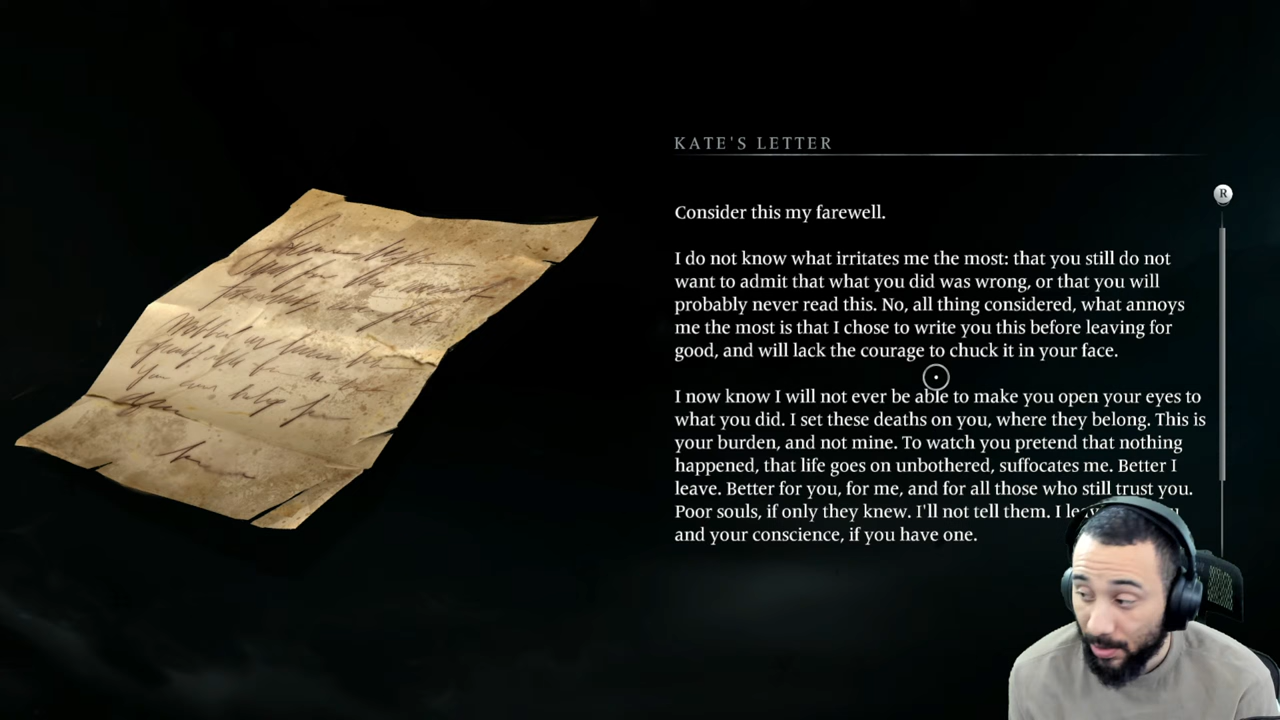 KATE'S LETTER
R
Consider this my farewell.
I do not know what irritates me the most: that you still do not
want to admit that what you did was wrong, or that you will
probably never read this. No, all thing considered, what annoys
me the most is that I chose to write you this before leaving for
good, and will lack the courage to chuck it in your face.
I now know I will not ever be able to make you open your eyes to
what you did. I set these deaths on you, where they belong. This is
your burden, and not mine. To watch you pretend that nothing
happened, that life goes on unbothered, suffocates me. Better I
leave. Better for you, for me, and for all those who still trust you.
Poor souls, if only they knew. I'll not tell them. I
and your conscience, if you have one.